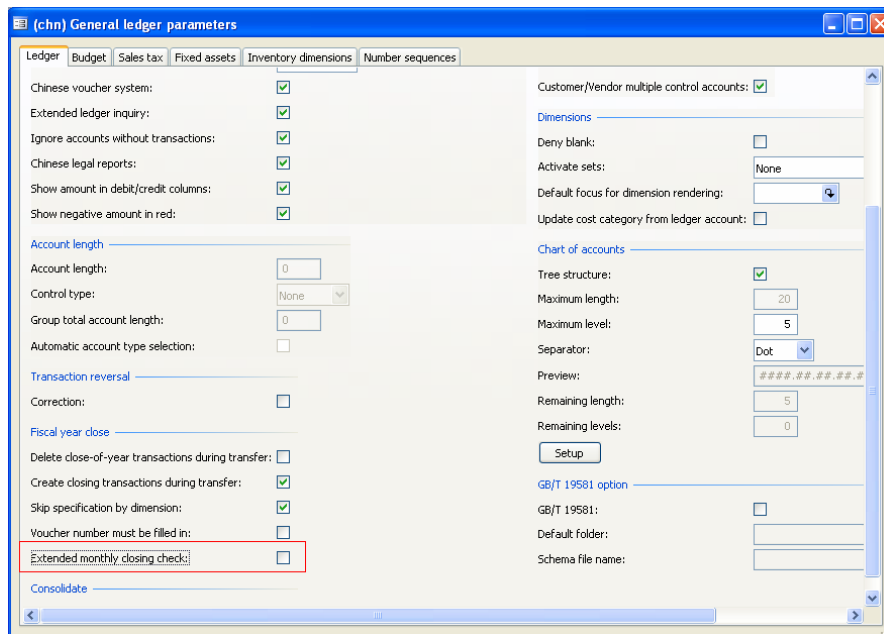 (chn) General ledger parameters
Ledger Budget Sales tax Fixed assets Inventory dimensions Number sequences
Chinese voucher system:
Extended ledger inquiry:
Ignore accounts without transactions:
Chinese legal reports:
Show amount in debit/credit columns:
Show negative amount in red:
Account length
Account length: 0
Control type: None
Group total account length: 0
Automatic account type selection:
Transaction reversal
Correction:
Fiscal year close
Delete close-of-year transactions during transfer:
Create closing transactions during transfer:
Skip specification by dimension:
Voucher number must be filled in:
Extended monthly closing check:
Consolidate
Customer/Vendor multiple control accounts:
Dimensions
Deny blank:
Activate sets: None
Default focus for dimension rendering:
Update cost category from ledger account:
Chart of accounts
Tree structure:
Maximum length: 20
Maximum level: 5
Separator: Dot
Preview: ####.##.##.##.#
Remaining length: 5
Remaining levels: 0
Setup
GB/T 19581 option
GB/T 19581:
Default folder:
Schema file name: